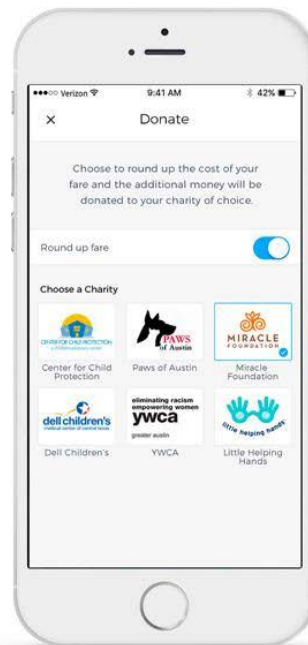 ●●●○○ Verizon 9:41 AM 42%
× Donate
Choose to round up the cost of your
fare and the additional money will be
donated to your charity of choice.
Round up fare
Choose a Charity
CENTER FOR CHILD PROTECTION
PAWS
of Austin
MIRACLE
FOUNDATION
Center for Child
Protection
Paws of Austin
Miracle
Foundation
dell children's
medical center of central texas
eliminating racism
empowering women
ywca
greater austin
little helping hands
Dell Children's
YWCA
Little Helping
Hands